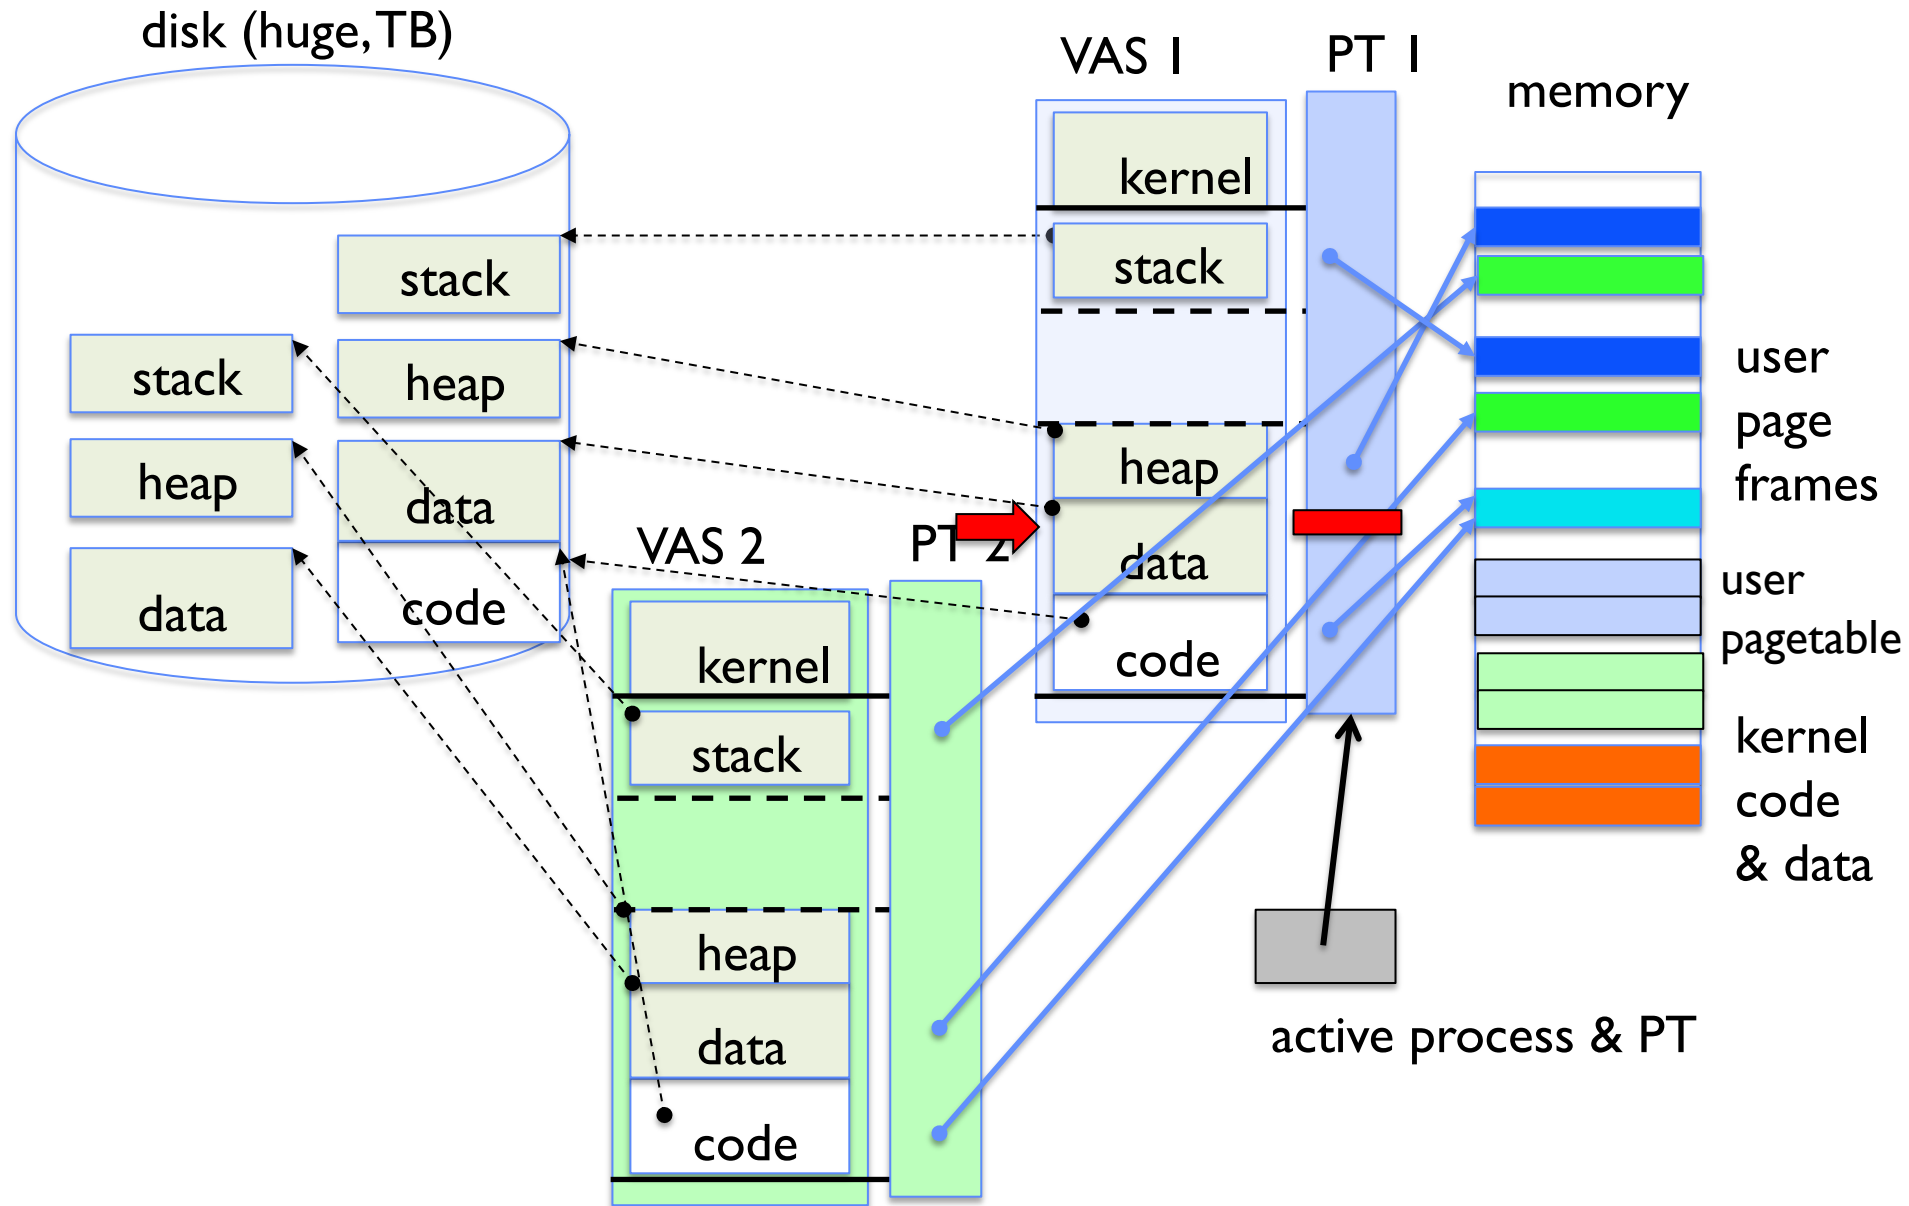 disk (huge, TB)
VAS 1
PT 1
memory
kernel
stack
heap
data
code
stack
heap
data
code
stack
heap
data
VAS 2
PT 2
kernel
stack
heap
data
code
user
page
frames
user
pagetable
kernel
code
& data
active process & PT